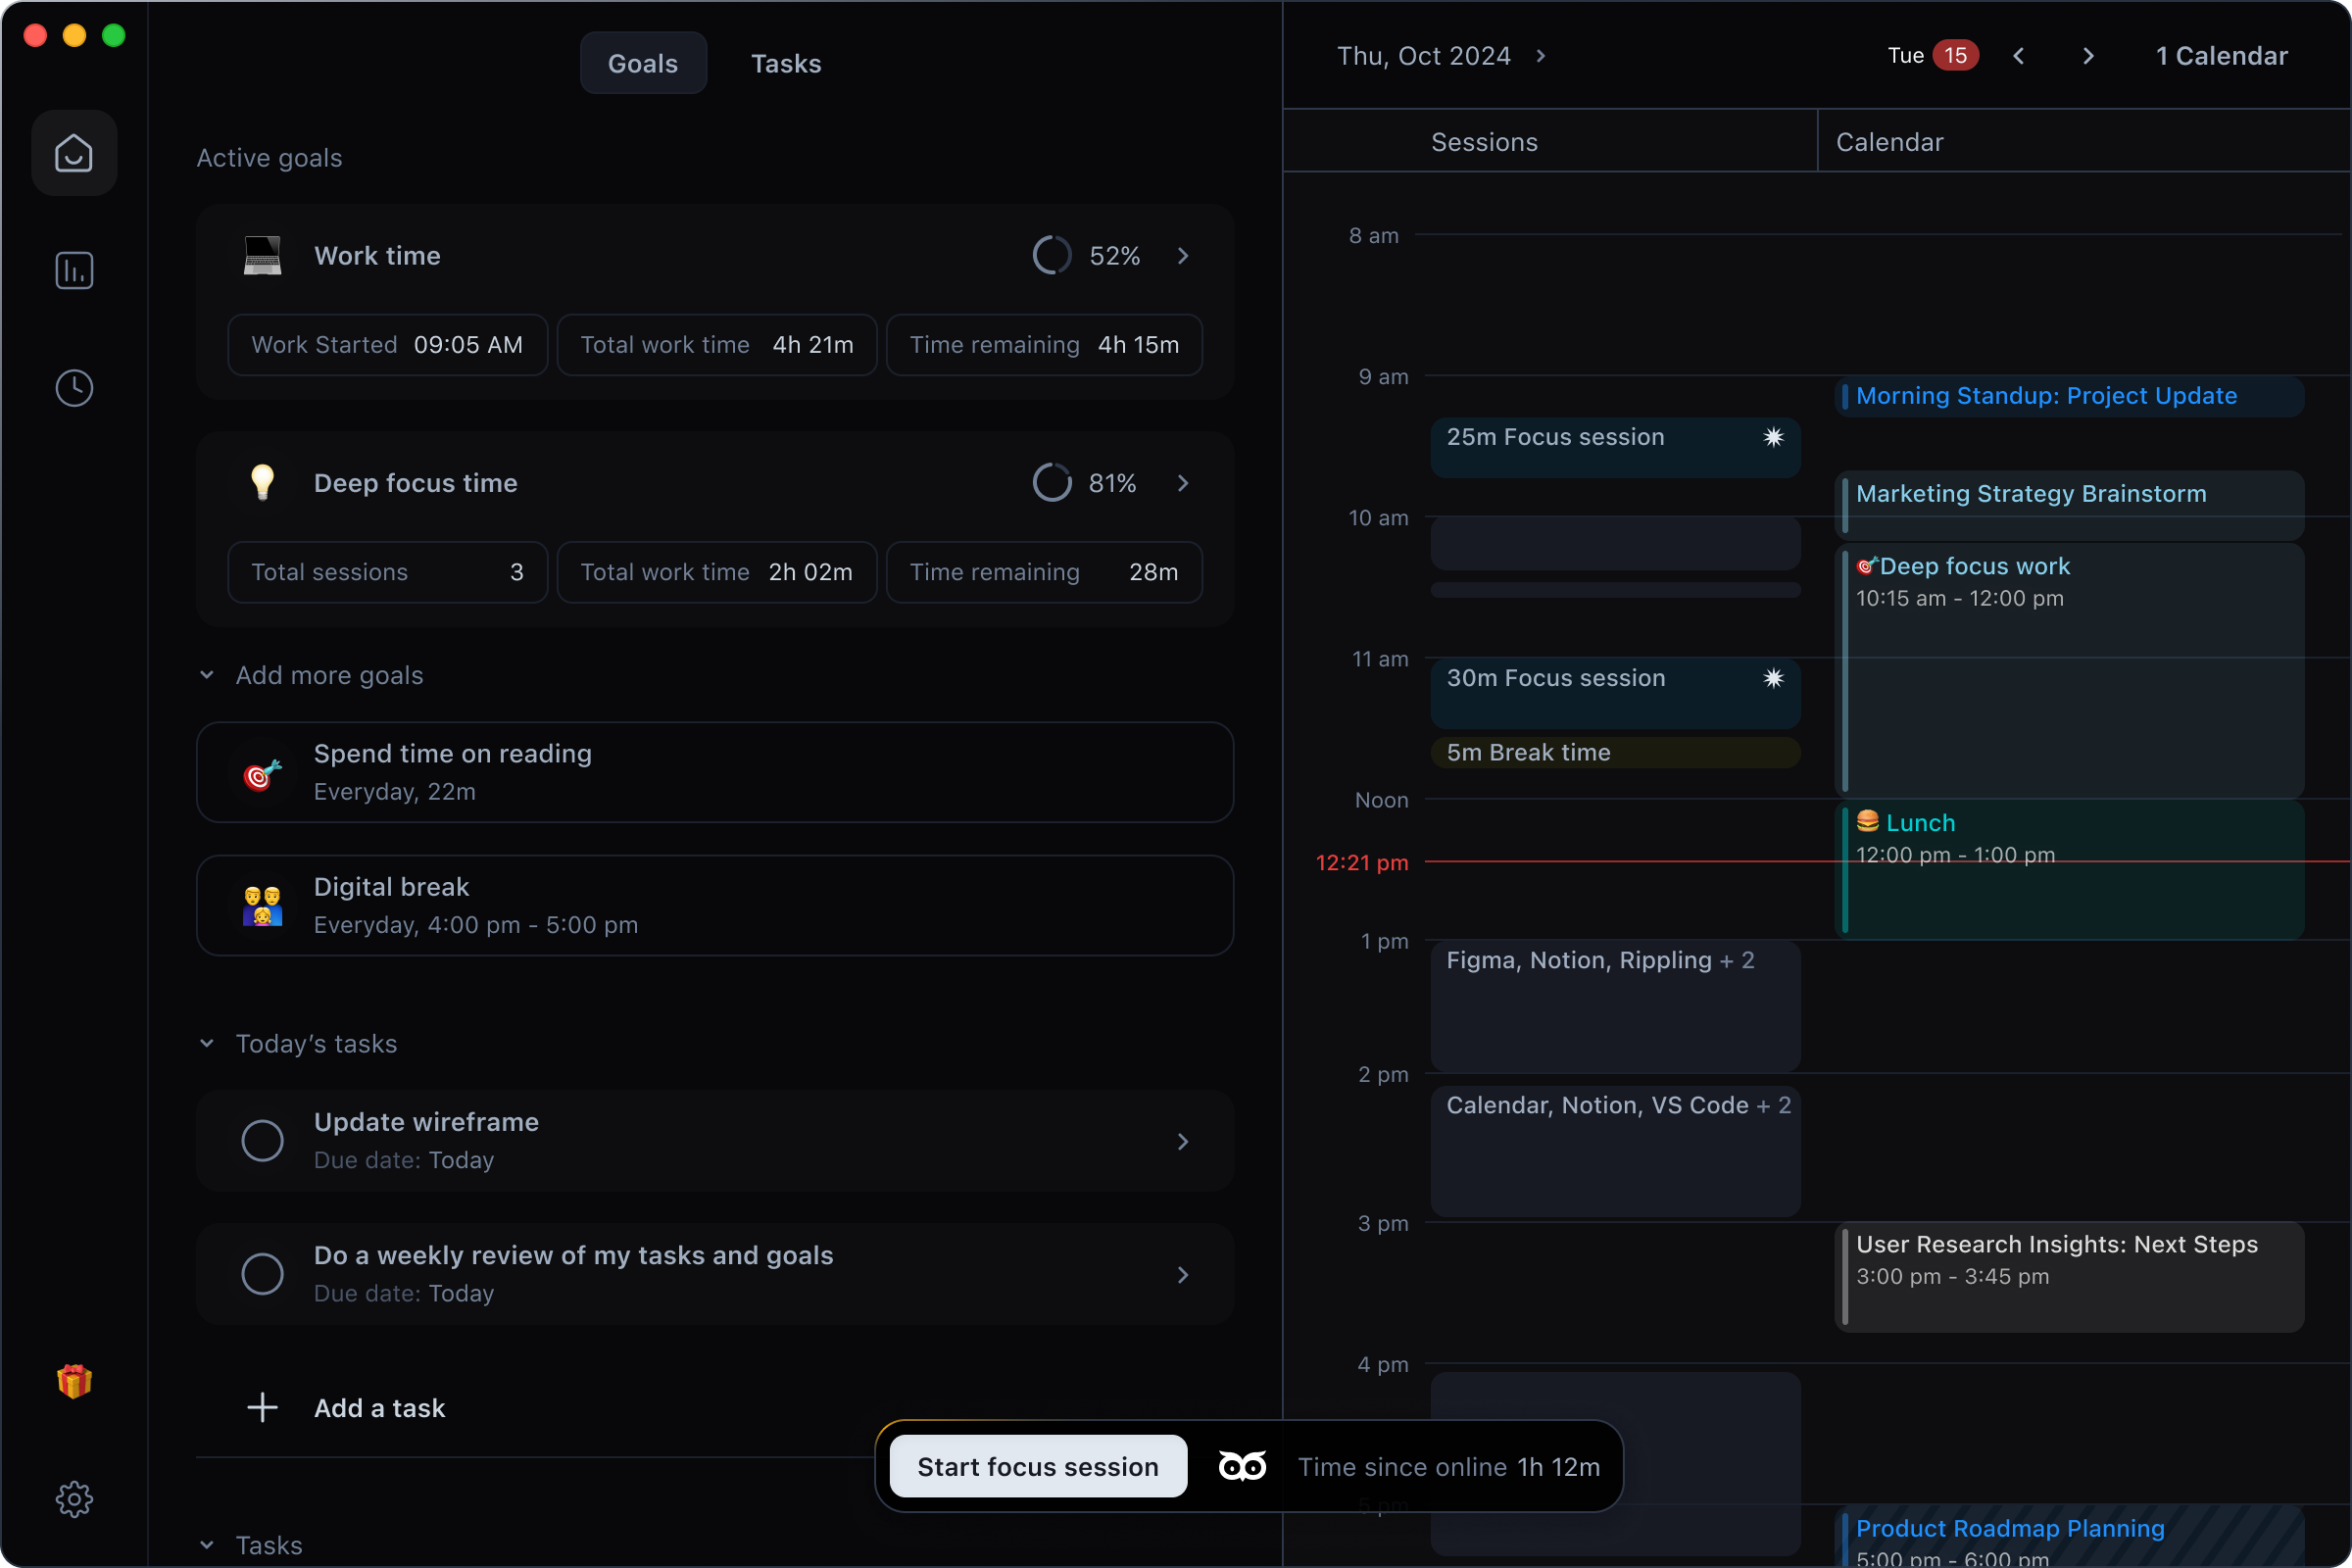 Goals
Tasks
Active goals
Work time
52%
Work Started 09:05 AM
Total work time 4h 21m
Time remaining 4h 15m
Deep focus time
81%
Total sessions 3
Total work time 2h 02m
Time remaining 28m
Add more goals
Spend time on reading
Everyday, 22m
Digital break
Everyday, 4:00 pm - 5:00 pm
Today’s tasks
Update wireframe
Due date: Today
Do a weekly review of my tasks and goals
Due date: Today
Add a task
Tasks
Start focus session
Time since online 1h 12m
Thu, Oct 2024
Tue 15
1 Calendar
Sessions
Calendar
8 am
9 am
Morning Standup: Project Update
25m Focus session
Marketing Strategy Brainstorm
10 am
Deep focus work
10:15 am - 12:00 pm
11 am
30m Focus session
5m Break time
Noon
Lunch
12:00 pm - 1:00 pm
12:21 pm
1 pm
Figma, Notion, Rippling + 2
2 pm
Calendar, Notion, VS Code + 2
3 pm
User Research Insights: Next Steps
3:00 pm - 3:45 pm
4 pm
5 pm
Product Roadmap Planning
5:00 pm - 6:00 pm